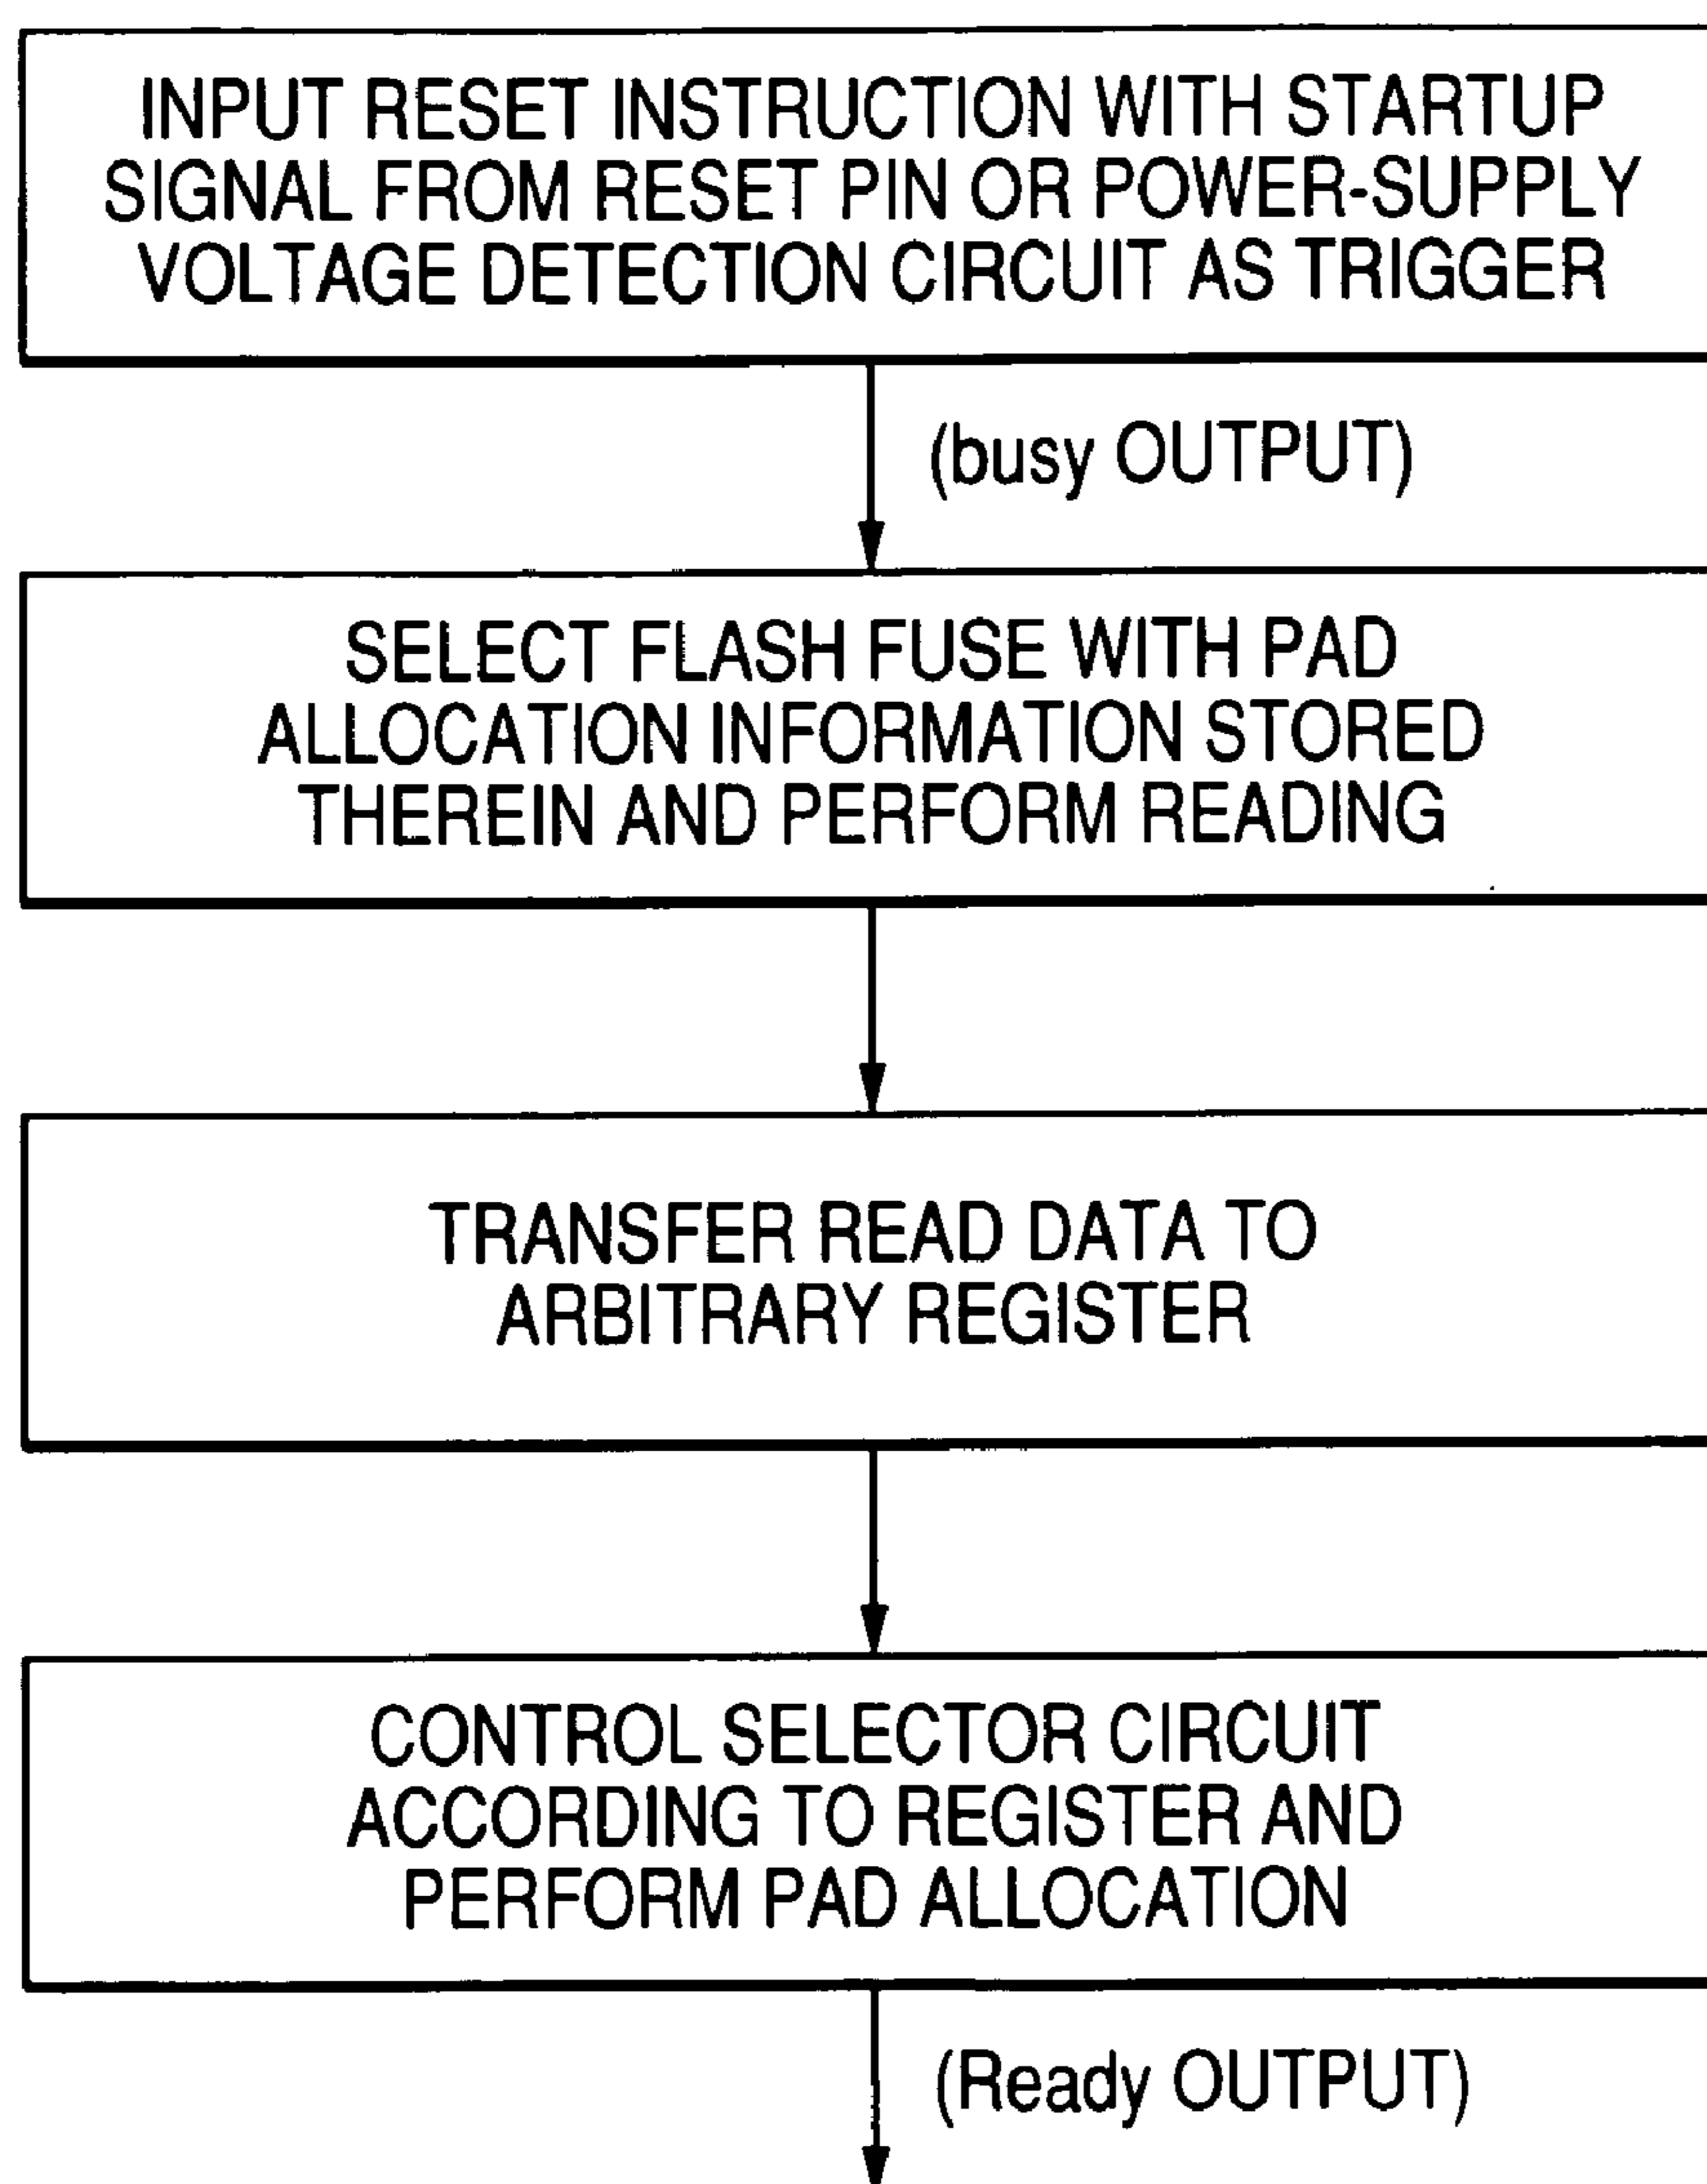 INPUT RESET INSTRUCTION WITH STARTUP
SIGNAL FROM RESET PIN OR POWER-SUPPLY
VOLTAGE DETECTION CIRCUIT AS TRIGGER
(busy OUTPUT)
SELECT FLASH FUSE WITH PAD
ALLOCATION INFORMATION STORED
THEREIN AND PERFORM READING
TRANSFER READ DATA TO
ARBITRARY REGISTER
CONTROL SELECTOR CIRCUIT
ACCORDING TO REGISTER AND
PERFORM PAD ALLOCATION
(Ready OUTPUT)